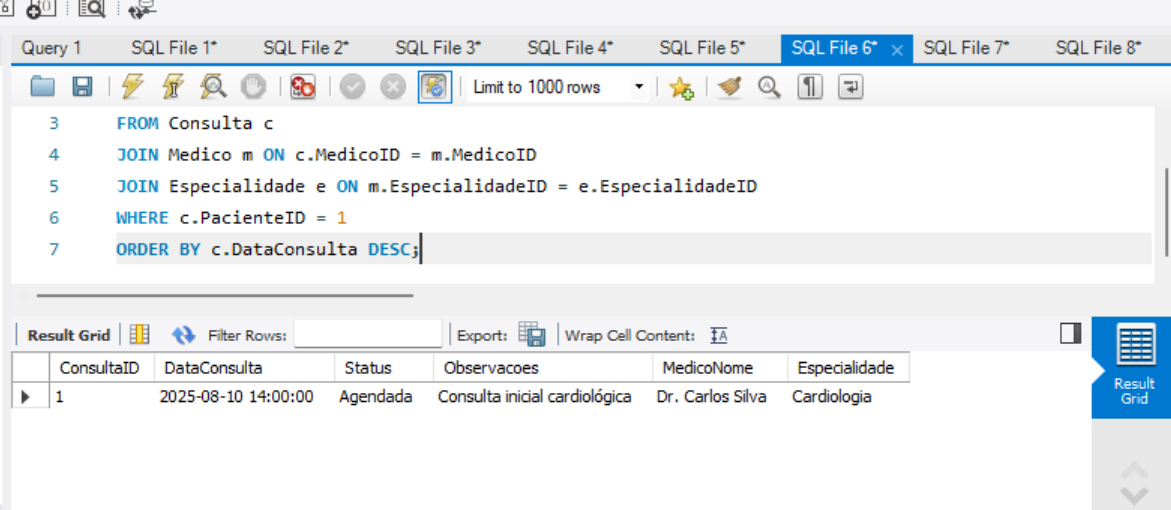 Query 1 SQL File 1* SQL File 2* SQL File 3* SQL File 4* SQL File 5* SQL File 6* SQL File 7* SQL File 8*
Limit to 1000 rows
3 FROM Consulta c
4 JOIN Medico m ON c.MedicoID = m.MedicoID
5 JOIN Especialidade e ON m.EspecialidadeID = e.EspecialidadeID
6 WHERE c.PacienteID = 1
7 ORDER BY c.DataConsulta DESC;
Result Grid Filter Rows: Export: Wrap Cell Content:
ConsultaID DataConsulta Status Observacoes MedicoNome Especialidade
1 2025-08-10 14:00:00 Agendada Consulta inicial cardiológica Dr. Carlos Silva Cardiologia
Result
Grid